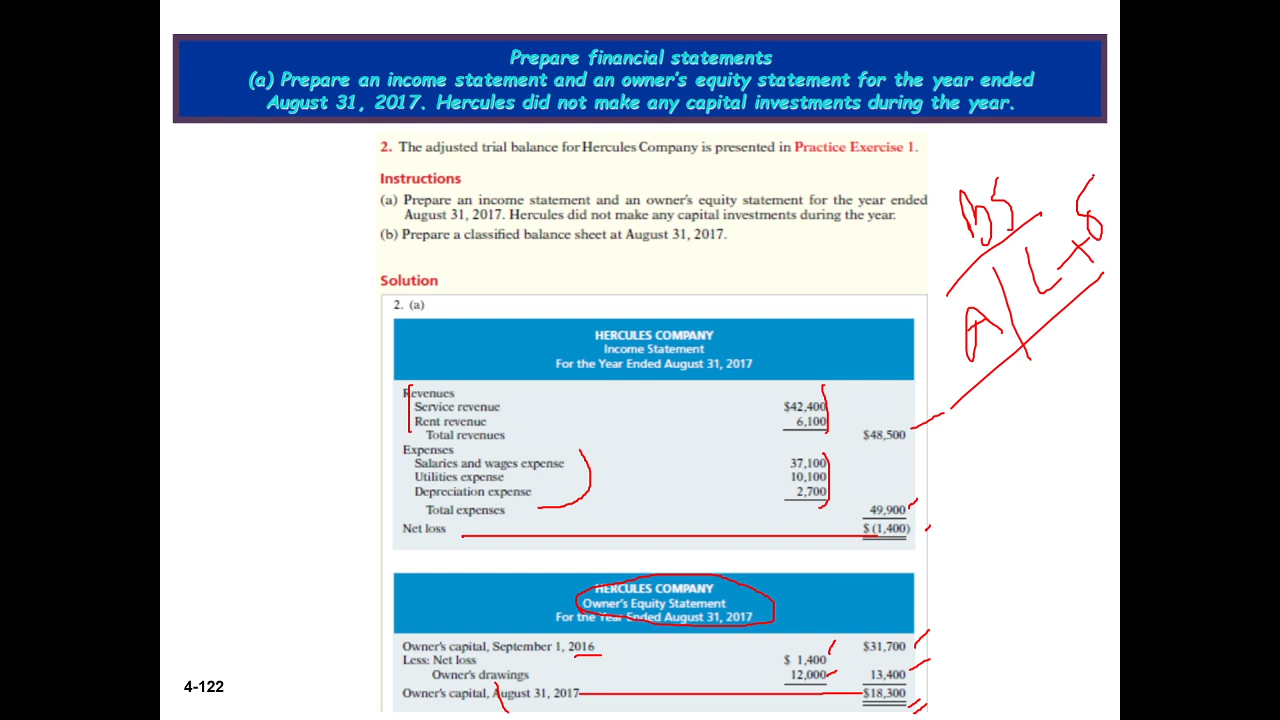 Prepare financial statements
(a) Prepare an income statement and an owner's equity statement for the year ended
August 31, 2017. Hercules did not make any capital investments during the year.
2. The adjusted trial balance for Hercules Company is presented in Practice Exercise 1.
Instructions
(a) Prepare an income statement and an owner's equity statement for the year ended
August 31, 2017. Hercules did not make any capital investments during the year.
(b) Prepare a classified balance sheet at August 31, 2017.
BS
A / L +
Solution
2. (a)
HERCULES COMPANY
Income Statement
For the Year Ended August 31, 2017
Revenues
Service revenue $42,400
Rent revenue 6,100
Total revenues $48,500
Expenses
Salaries and wages expense 37,100
Utilities expense 10,100
Depreciation expense 2,700
Total expenses 49,900
Net loss $ (1,400)
HERCULES COMPANY
Owner's Equity Statement
For the Year Ended August 31, 2017
Owner's capital, September 1, 2016 $31,700
Less: Net loss $ 1,400
Owner's drawings 12,000 13,400
Owner's capital, August 31, 2017 $18,300
4-122